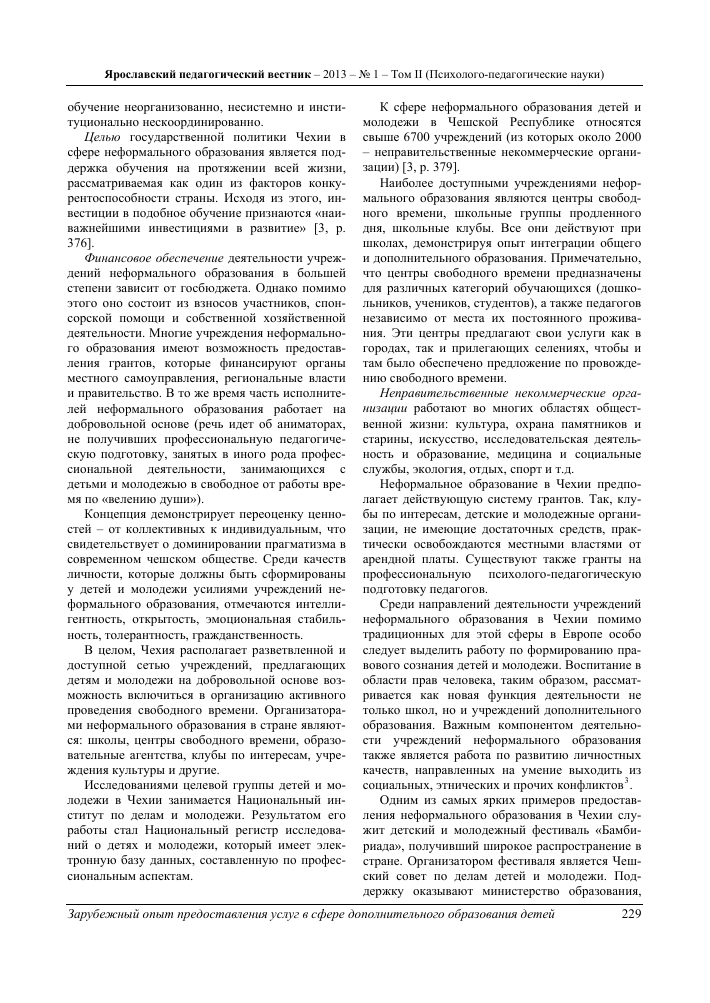 Ярославский педагогический вестник – 2013 – № 1 – Том II (Психолого-педагогические науки)
обучение неорганизованно, несистемно и инсти-
туционально нескоординированно.
Целью государственной политики Чехии в
сфере неформального образования является под-
держка обучения на протяжении всей жизни,
рассматриваемая как один из факторов конку-
рентоспособности страны. Исходя из этого, ин-
вестиции в подобное обучение признаются «наи-
важнейшими инвестициями в развитие» [3, p.
376].
Финансовое обеспечение деятельности учреж-
дений неформального образования в большей
степени зависит от госбюджета. Однако помимо
этого оно состоит из взносов участников, спон-
сорской помощи и собственной хозяйственной
деятельности. Многие учреждения неформально-
го образования имеют возможность предостав-
ления грантов, которые финансируют органы
местного самоуправления, региональные власти
и правительство. В то же время часть исполните-
лей неформального образования работает на
добровольной основе (речь идет об аниматорах,
не получивших профессиональную педагогиче-
скую подготовку, занятых в иного рода профес-
сиональной деятельности, занимающихся с
детьми и молодежью в свободное от работы вре-
мя по «велению души»).
Концепция демонстрирует переоценку ценно-
стей – от коллективных к индивидуальным, что
свидетельствует о доминировании прагматизма в
современном чешском обществе. Среди качеств
личности, которые должны быть сформированы
у детей и молодежи усилиями учреждений не-
формального образования, отмечаются интелли-
гентность, открытость, эмоциональная стабиль-
ность, толерантность, гражданственность.
В целом, Чехия располагает разветвленной и
доступной сетью учреждений, предлагающих
детям и молодежи на добровольной основе воз-
можность включиться в организацию активного
проведения свободного времени. Организатора-
ми неформального образования в стране являют-
ся: школы, центры свободного времени, образо-
вательные агентства, клубы по интересам, учре-
ждения культуры и другие.
Исследованиями целевой группы детей и мо-
лодежи в Чехии занимается Национальный ин-
ститут по делам и молодежи. Результатом его
работы стал Национальный регистр исследова-
ний о детях и молодежи, который имеет элек-
тронную базу данных, составленную по профес-
сиональным аспектам.
К сфере неформального образования детей и
молодежи в Чешской Республике относятся
свыше 6700 учреждений (из которых около 2000
– неправительственные некоммерческие органи-
зации) [3, p. 379].
Наиболее доступными учреждениями нефор-
мального образования являются центры свобод-
ного времени, школьные группы продленного
дня, школьные клубы. Все они действуют при
школах, демонстрируя опыт интеграции общего
и дополнительного образования. Примечательно,
что центры свободного времени предназначены
для различных категорий обучающихся (дошко-
льников, учеников, студентов), а также педагогов
независимо от места их постоянного прожива-
ния. Эти центры предлагают свои услуги как в
городах, так и прилегающих селениях, чтобы и
там было обеспечено предложение по провожде-
нию свободного времени.
Неправительственные некоммерческие орга-
низации работают во многих областях общест-
венной жизни: культура, охрана памятников и
старины, искусство, исследовательская деятель-
ность и образование, медицина и социальные
службы, экология, отдых, спорт и т.д.
Неформальное образование в Чехии предпо-
лагает действующую систему грантов. Так, клу-
бы по интересам, детские и молодежные органи-
зации, не имеющие достаточных средств, прак-
тически освобождаются местными властями от
арендной платы. Существуют также гранты на
профессиональную психолого-педагогическую
подготовку педагогов.
Среди направлений деятельности учреждений
неформального образования в Чехии помимо
традиционных для этой сферы в Европе особо
следует выделить работу по формированию пра-
вового сознания детей и молодежи. Воспитание в
области прав человека, таким образом, рассмат-
ривается как новая функция деятельности не
только школ, но и учреждений дополнительного
образования. Важным компонентом деятельно-
сти учреждений неформального образования
также является работа по развитию личностных
качеств, направленных на умение выходить из
социальных, этнических и прочих конфликтов3.
Одним из самых ярких примеров предостав-
ления неформального образования в Чехии слу-
жит детский и молодежный фестиваль «Бамби-
риада», получивший широкое распространение в
стране. Организатором фестиваля является Чеш-
ский совет по делам детей и молодежи. Под-
держку оказывают министерство образования,
Зарубежный опыт предоставления услуг в сфере дополнительного образования детей 229